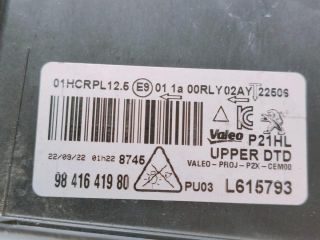 01HCRPL12.5 E9 01 1a 00RLY02AY T2250S
Valeo P21HL
22/09/22 01h22 8745 UPPER DTD
VALEO-PROJ-P2X-CEM00
98 416 419 80 PU03 L615793